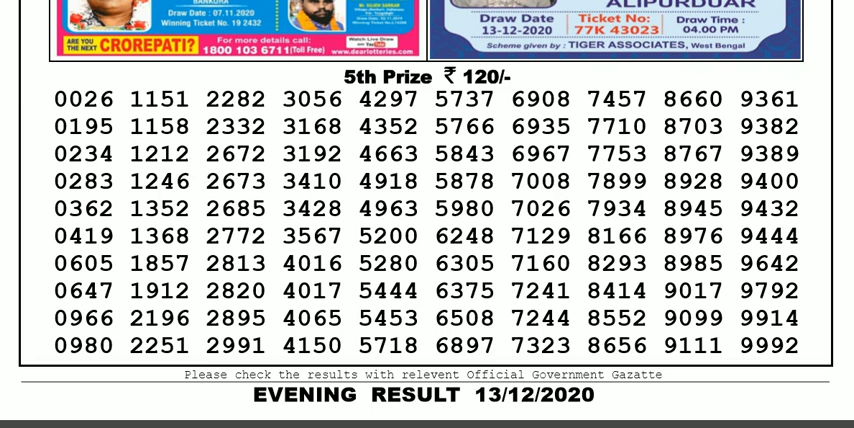 BANKURA
Draw Date : 07.11.2020
Winning Ticket No. 19 2432
ARE YOU THE NEXT CROREPATI?
For more details call:
1800 103 6711(Toll Free)
Watch Live Draw
www.dearlotteries.com
ALIPURDUAR
Draw Date
13-12-2020
Ticket No:
77K 43023
Draw Time :
04.00 PM
Scheme given by : TIGER ASSOCIATES, West Bengal
5th Prize ₹ 120/-
0026 1151 2282 3056 4297 5737 6908 7457 8660 9361
0195 1158 2332 3168 4352 5766 6935 7710 8703 9382
0234 1212 2672 3192 4663 5843 6967 7753 8767 9389
0283 1246 2673 3410 4918 5878 7008 7899 8928 9400
0362 1352 2685 3428 4963 5980 7026 7934 8945 9432
0419 1368 2772 3567 5200 6248 7129 8166 8976 9444
0605 1857 2813 4016 5280 6305 7160 8293 8985 9642
0647 1912 2820 4017 5444 6375 7241 8414 9017 9792
0966 2196 2895 4065 5453 6508 7244 8552 9099 9914
0980 2251 2991 4150 5718 6897 7323 8656 9111 9992
Please check the results with relevent Official Government Gazatte
EVENING RESULT 13/12/2020